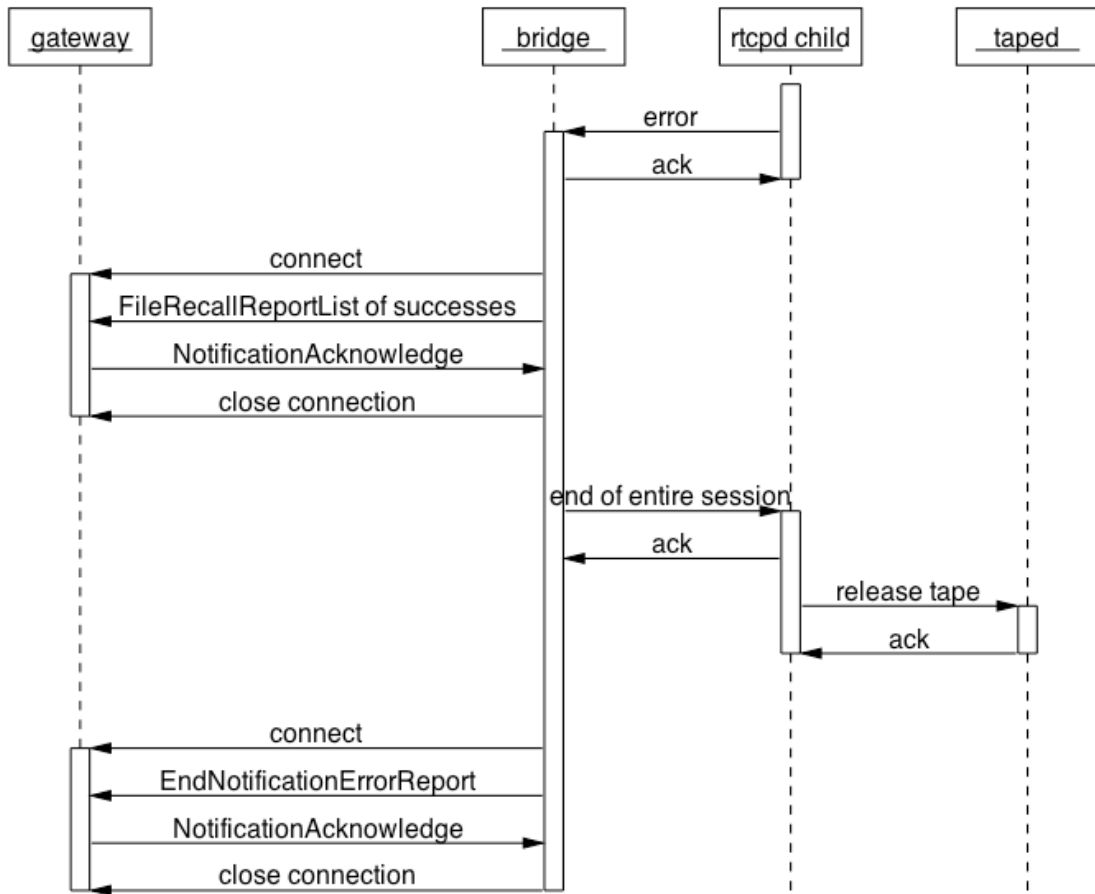 gateway
bridge
rtcpd child
taped
error
ack
connect
FileRecallReportList of successes
NotificationAcknowledge
close connection
end of entire session
ack
release tape
ack
connect
EndNotificationErrorReport
NotificationAcknowledge
close connection